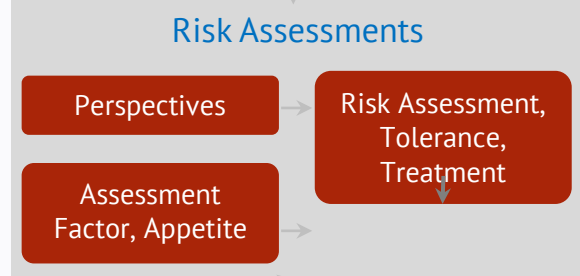 Risk Assessments
Perspectives
Risk Assessment,
Tolerance,
Treatment
Assessment
Factor, Appetite